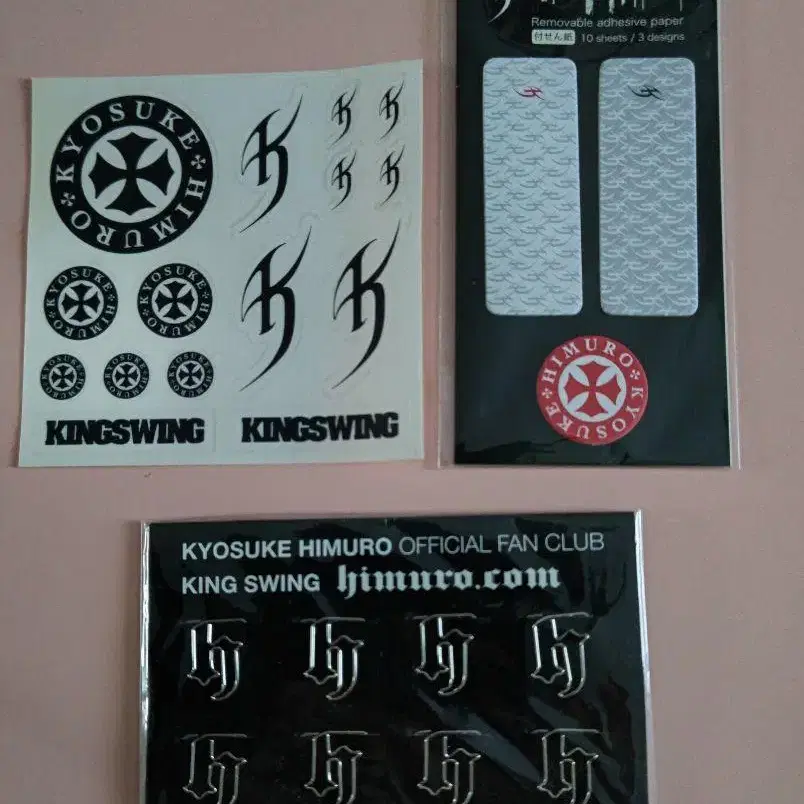 KYOSUKE HIMURO
KYOSUKE HIMURO
KYOSUKE HIMURO
KYOSUKE HIMURO
KYOSUKE HIMURO
KYOSUKE HIMURO
KINGSWING
KINGSWING
Removable adhesive paper
付せん紙 10 sheets / 3 designs
HIMURO KYOSUKE
KYOSUKE HIMURO OFFICIAL FAN CLUB
KING SWING himuro.com